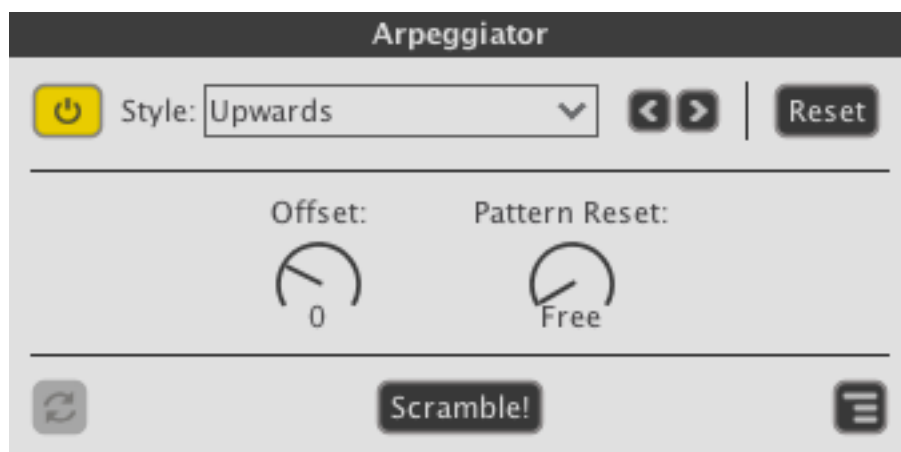 Arpeggiator
Style: Upwards Reset
Offset: Pattern Reset:
0 Free
Scramble!